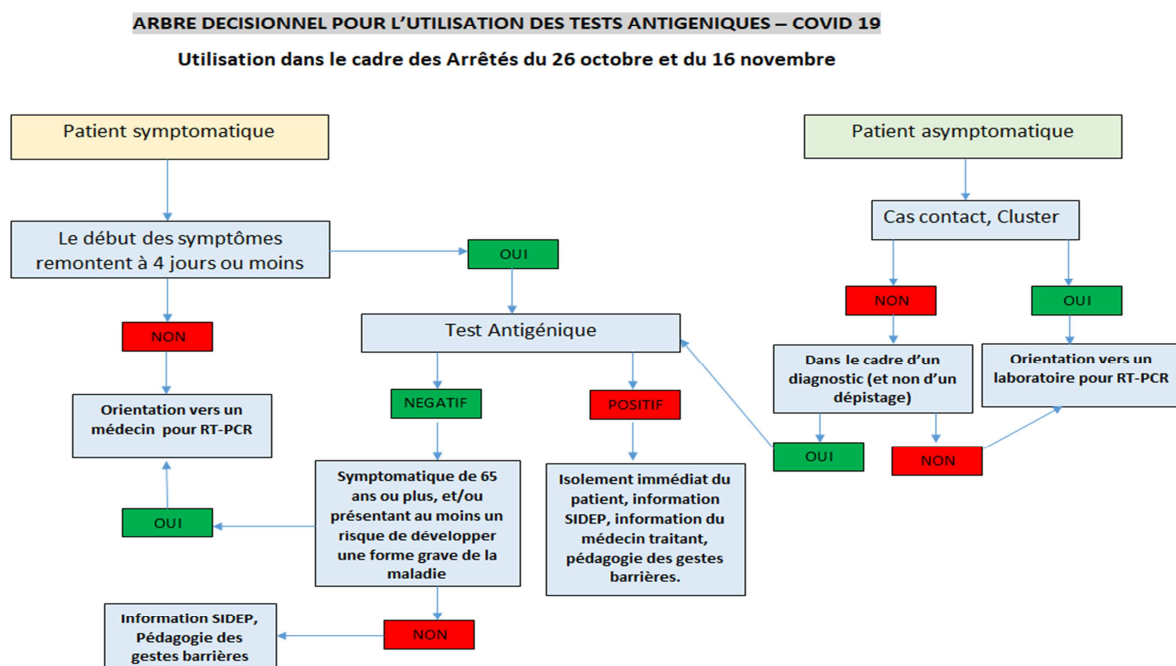 ARBRE DECISIONNEL POUR L'UTILISATION DES TESTS ANTIGENIQUES – COVID 19
Utilisation dans le cadre des Arrêtés du 26 octobre et du 16 novembre
Patient symptomatique
Patient asymptomatique
Cas contact, Cluster
Le début des symptômes
remontent à 4 jours ou moins
OUI
NON
OUI
NON
Test Antigénique
Dans le cadre d'un
diagnostic (et non d'un
dépistage)
Orientation vers un
laboratoire pour RT-PCR
Orientation vers un
médecin pour RT-PCR
NEGATIF
POSITIF
OUI
NON
Symptomatique de 65
ans ou plus, et/ou
présentant au moins un
risque de développer
une forme grave de la
maladie
Isolement immédiat du
patient, information
SIDEP, information du
médecin traitant,
pédagogie des gestes
barrières.
OUI
NON
Information SIDEP,
Pédagogie des
gestes barrières